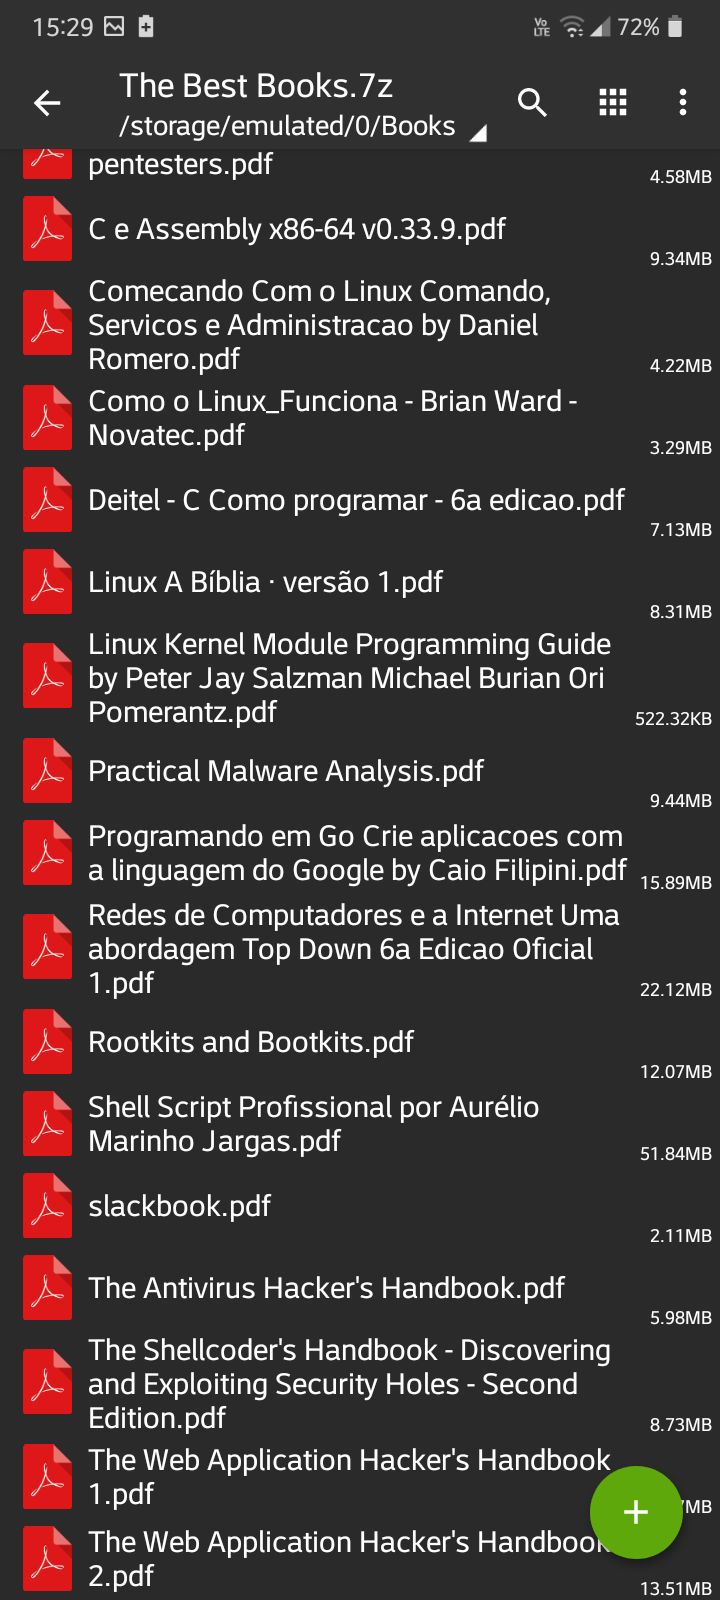 15:29
Vo LTE
72%
The Best Books.7z
/storage/emulated/0/Books
pentesters.pdf
4.58MB
C e Assembly x86-64 v0.33.9.pdf
9.34MB
Comecando Com o Linux Comando,
Servicos e Administracao by Daniel
Romero.pdf
4.22MB
Como o Linux_Funciona - Brian Ward -
Novatec.pdf
3.29MB
Deitel - C Como programar - 6a edicao.pdf
7.13MB
Linux A Bíblia · versão 1.pdf
8.31MB
Linux Kernel Module Programming Guide
by Peter Jay Salzman Michael Burian Ori
Pomerantz.pdf
522.32KB
Practical Malware Analysis.pdf
9.44MB
Programando em Go Crie aplicacoes com
a linguagem do Google by Caio Filipini.pdf
15.89MB
Redes de Computadores e a Internet Uma
abordagem Top Down 6a Edicao Oficial
1.pdf
22.12MB
Rootkits and Bootkits.pdf
12.07MB
Shell Script Profissional por Aurélio
Marinho Jargas.pdf
51.84MB
slackbook.pdf
2.11MB
The Antivirus Hacker's Handbook.pdf
5.98MB
The Shellcoder's Handbook - Discovering
and Exploiting Security Holes - Second
Edition.pdf
8.73MB
The Web Application Hacker's Handbook
1.pdf
MB
The Web Application Hacker's Handbook
2.pdf
13.51MB